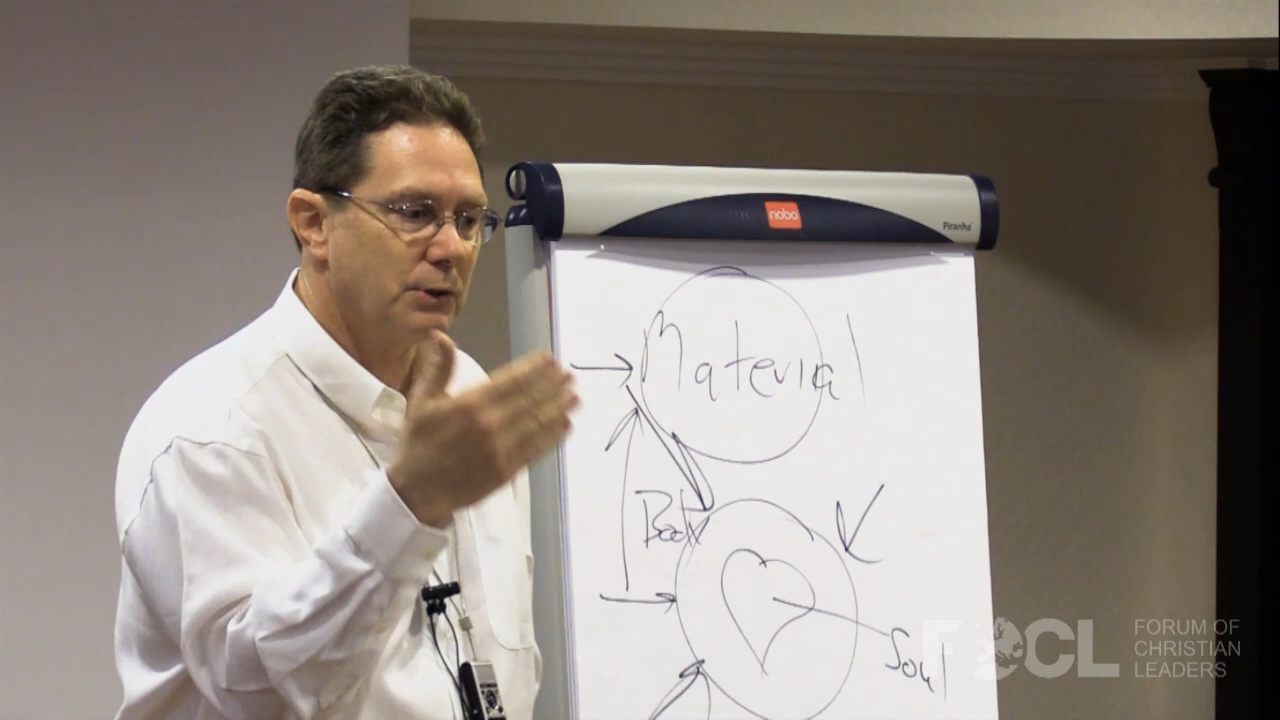 nobo
Piranha
Material
Body
Soul
FOCL
FORUM OF
CHRISTIAN
LEADERS